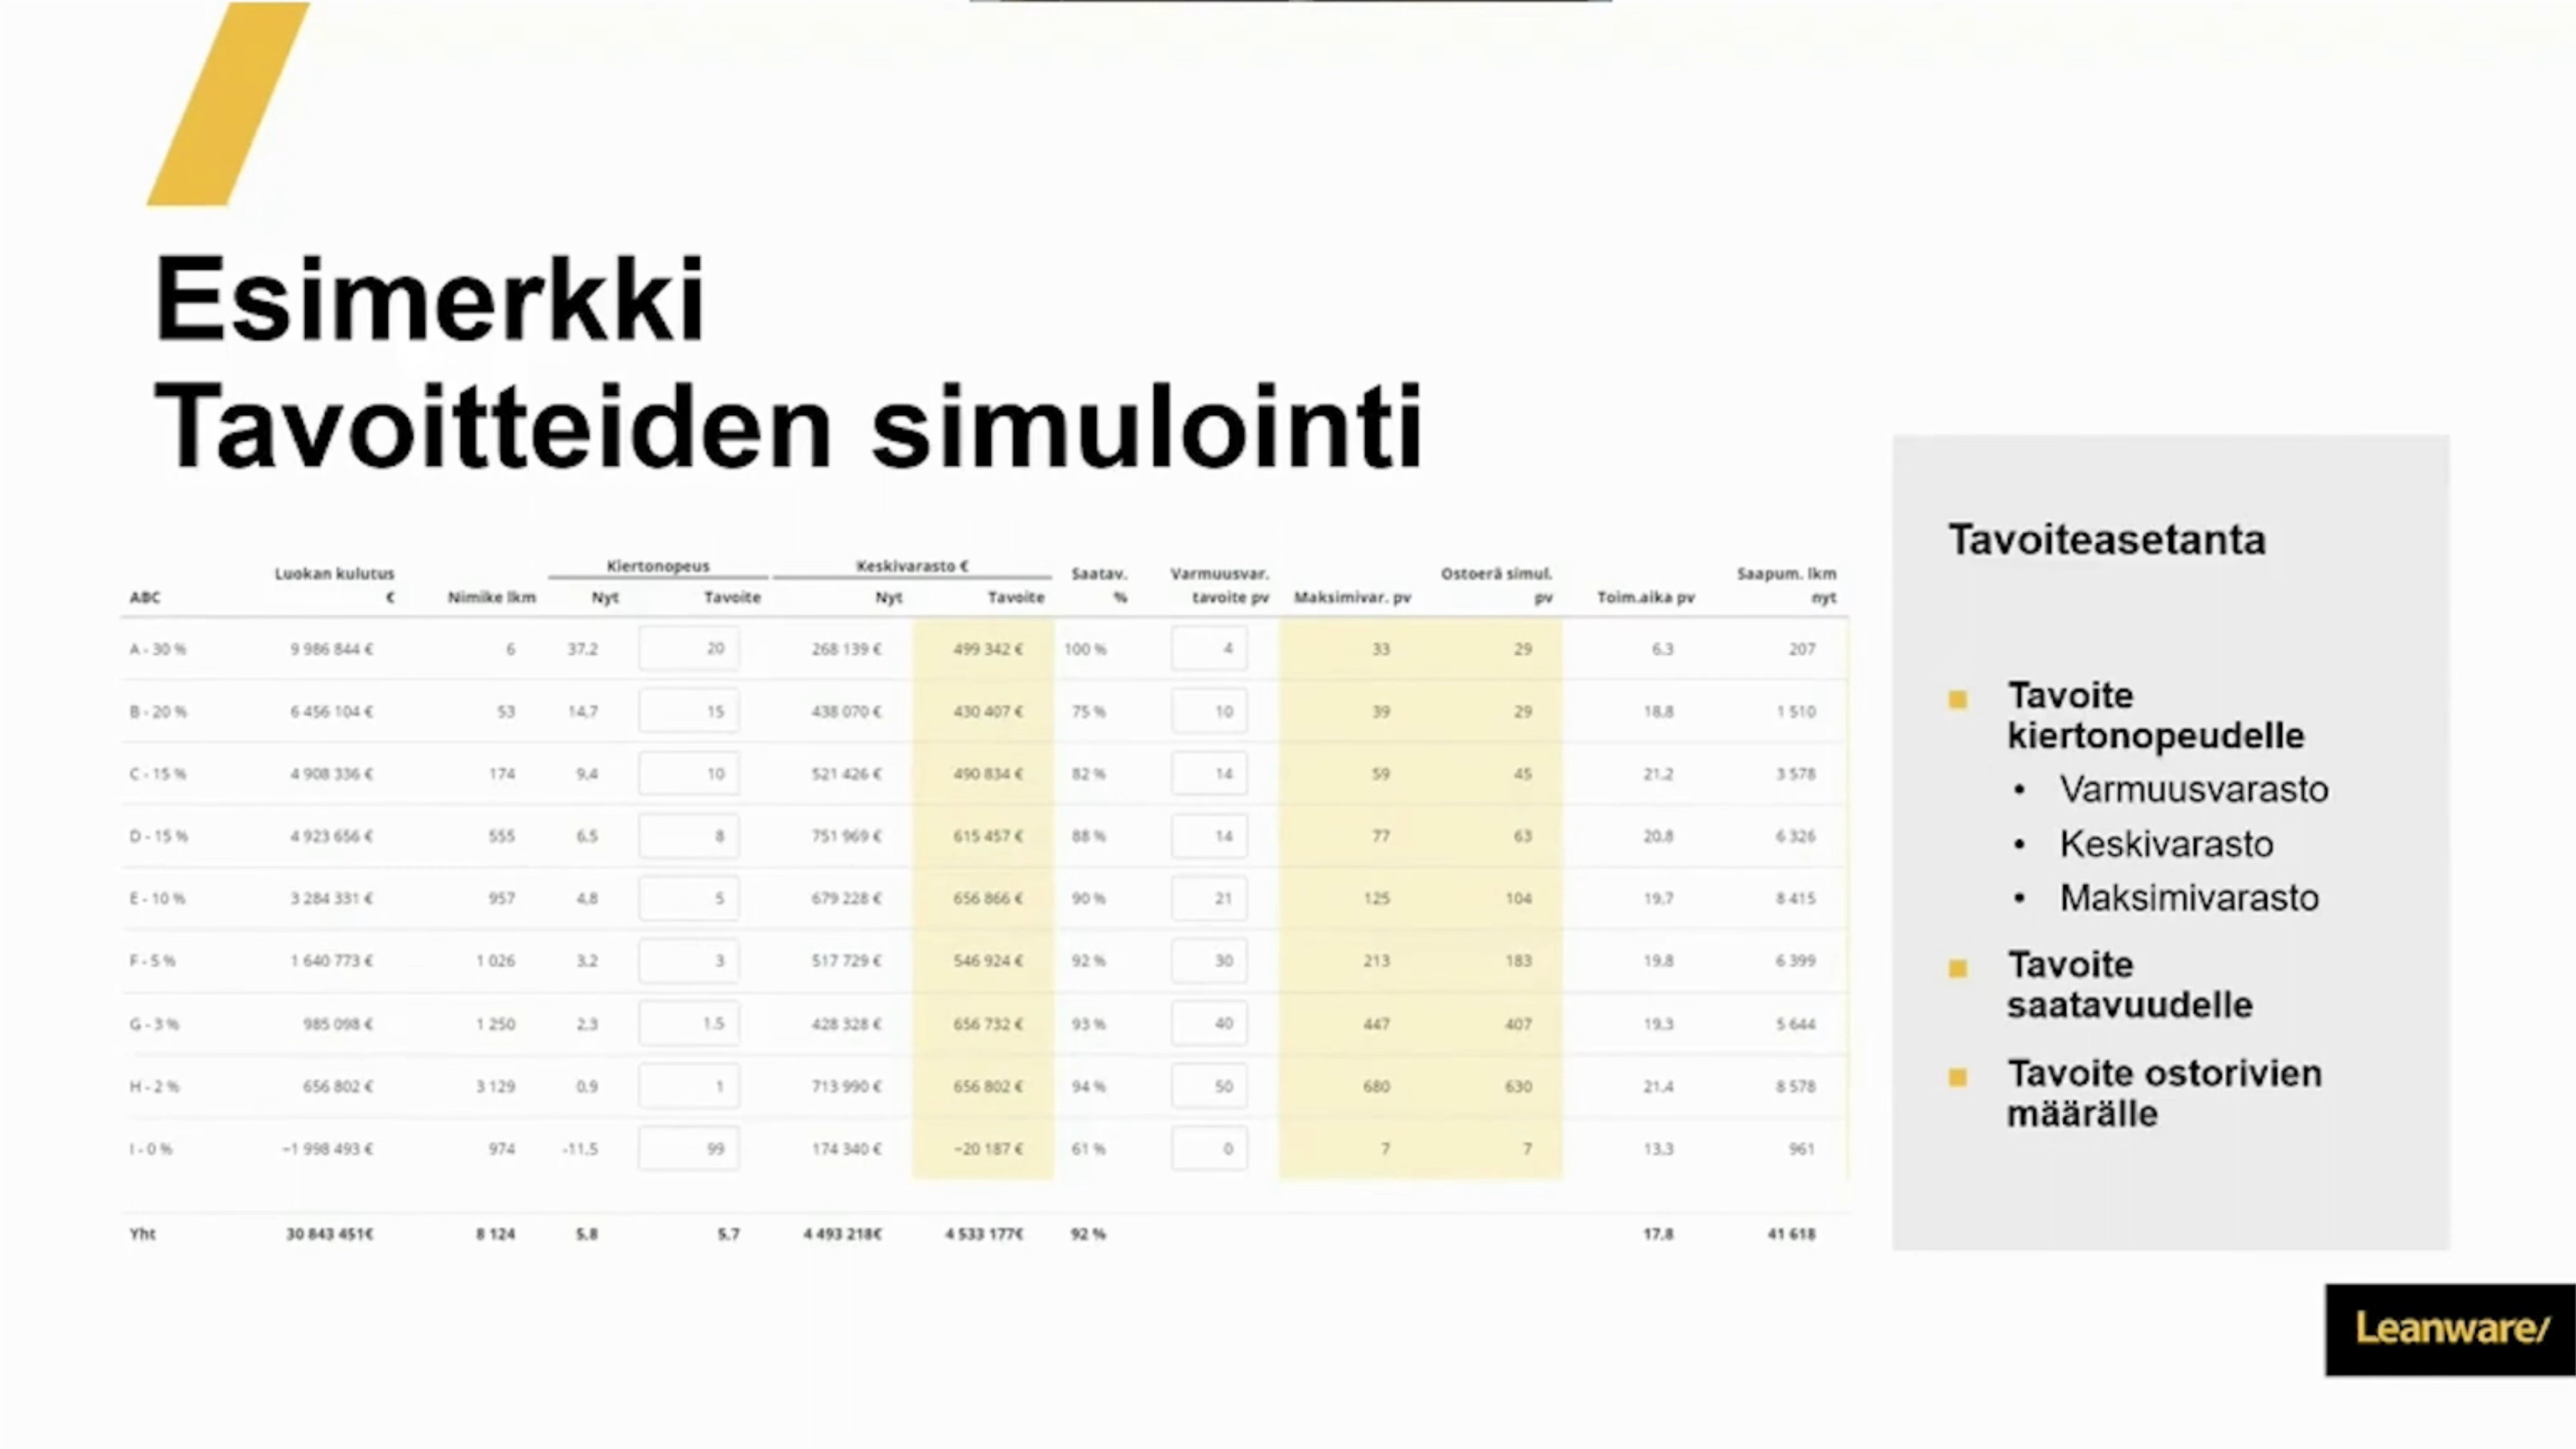 Esimerkki
Tavoitteiden simulointi
Kiertonopeus Keskivarasto €
Luokan kulutus Saatav. Varmuusvar. Ostoerä simul. Saapum. lkm
ABC € Nimike lkm Nyt Tavoite Nyt Tavoite % tavoite pv Maksimivar. pv pv Toim.aika pv nyt
A - 30 % 9 986 844 € 6 37.2 20 268 139 € 499 342 € 100 % 4 33 29 6.3 207
B - 20 % 6 456 104 € 53 14.7 15 438 070 € 430 407 € 75 % 10 39 29 18.8 1 510
C - 15 % 4 908 336 € 174 9.4 10 521 426 € 490 834 € 82 % 14 59 45 21.2 3 578
D - 15 % 4 923 656 € 555 6.5 8 751 969 € 615 457 € 88 % 14 77 63 20.8 6 326
E - 10 % 3 284 331 € 957 4.8 5 679 228 € 656 866 € 90 % 21 125 104 19.7 8 415
F - 5 % 1 640 773 € 1 026 3.2 3 517 729 € 546 924 € 92 % 30 213 183 19.8 6 399
G - 3 % 985 098 € 1 250 2.3 1.5 428 328 € 656 732 € 93 % 40 447 407 19.3 5 644
H - 2 % 656 802 € 3 129 0.9 1 713 990 € 656 802 € 94 % 50 680 630 21.4 8 578
I - 0 % −1 998 493 € 974 -11.5 99 174 340 € −20 187 € 61 % 0 7 7 13.3 961
Yht 30 843 451€ 8 124 5.8 5.7 4 493 218€ 4 533 177€ 92 % 17.8 41 618
Tavoiteasetanta
Tavoite
kiertonopeudelle
• Varmuusvarasto
• Keskivarasto
• Maksimivarasto
Tavoite
saatavuudelle
Tavoite ostorivien
määrälle
Leanware/